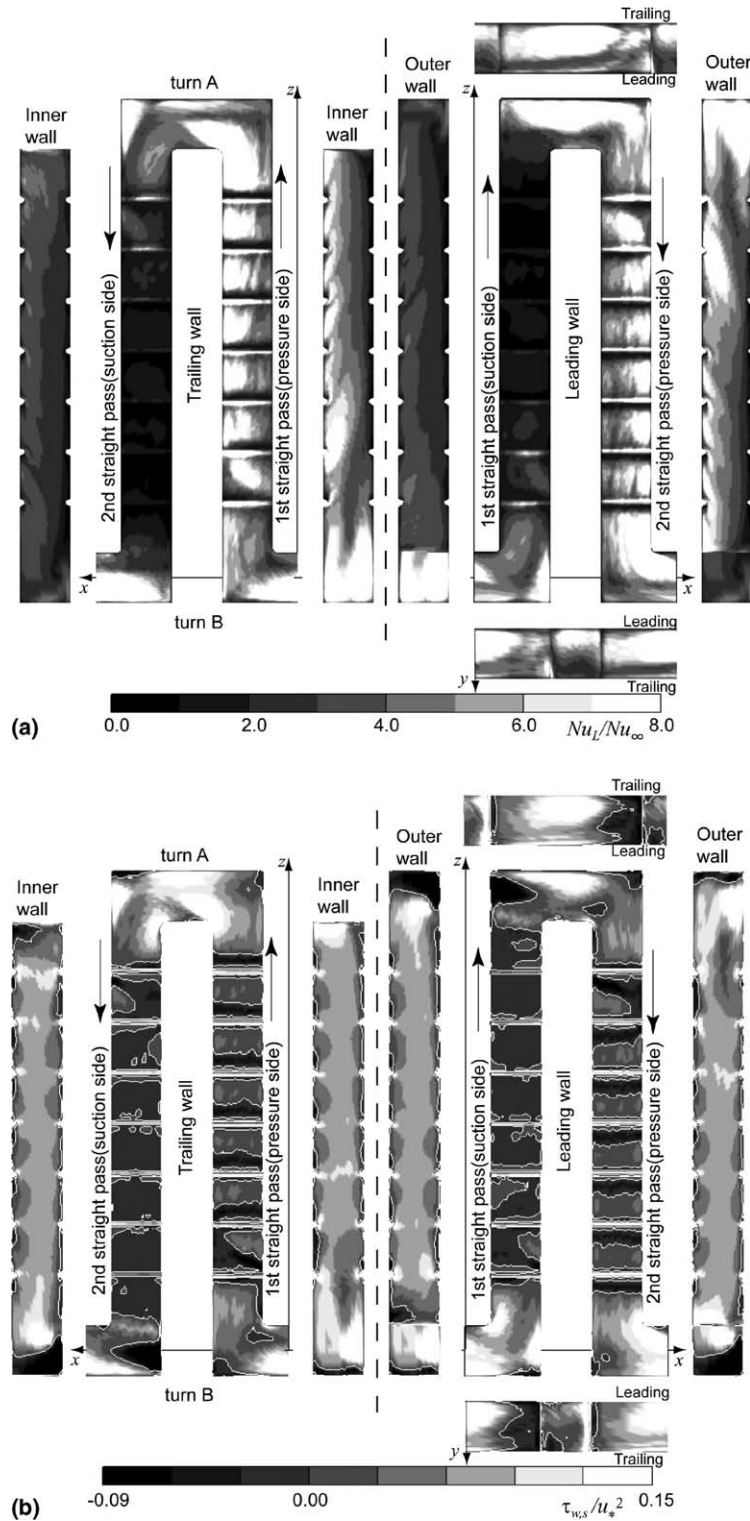 Trailing
Leading
turn A
Inner
wall
z
Inner
wall
Outer
wall
Outer
wall
2nd straight pass(suction side)
Trailing wall
1st straight pass(pressure side)
1st straight pass(suction side)
Leading wall
2nd straight pass(pressure side)
x
x
turn B
Leading
y
Trailing
(a)
0.0 2.0 4.0 6.0 Nu_L/Nu_∞ 8.0
Trailing
Leading
turn A
Inner
wall
z
Inner
wall
Outer
wall
z
Outer
wall
2nd straight pass(suction side)
Trailing wall
1st straight pass(pressure side)
1st straight pass(suction side)
Leading wall
2nd straight pass(pressure side)
x
x
turn B
Leading
y
Trailing
(b)
-0.09 0.00 τ_{w,s}/u_*² 0.15